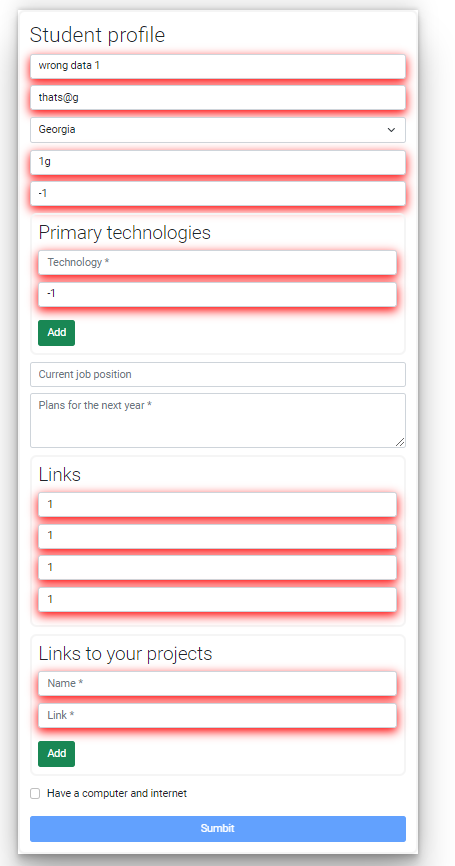 Student profile
wrong data 1
thats@g
Georgia
1g
-1
Primary technologies
Technology *
-1
Add
Current job position
Plans for the next year *
Links
1
1
1
1
Links to your projects
Name *
Link *
Add
Have a computer and internet
Sumbit